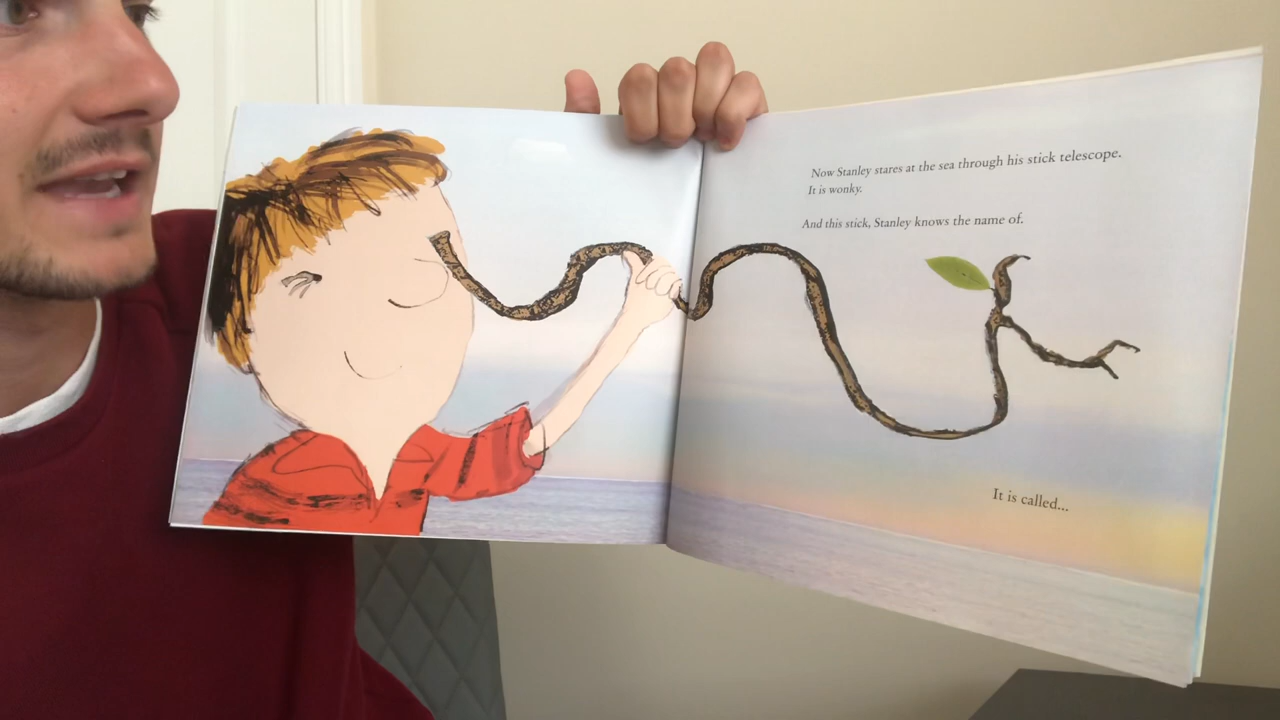 Now Stanley stares at the sea through his stick telescope.
It is wonky.
And this stick, Stanley knows the name of.
It is called...